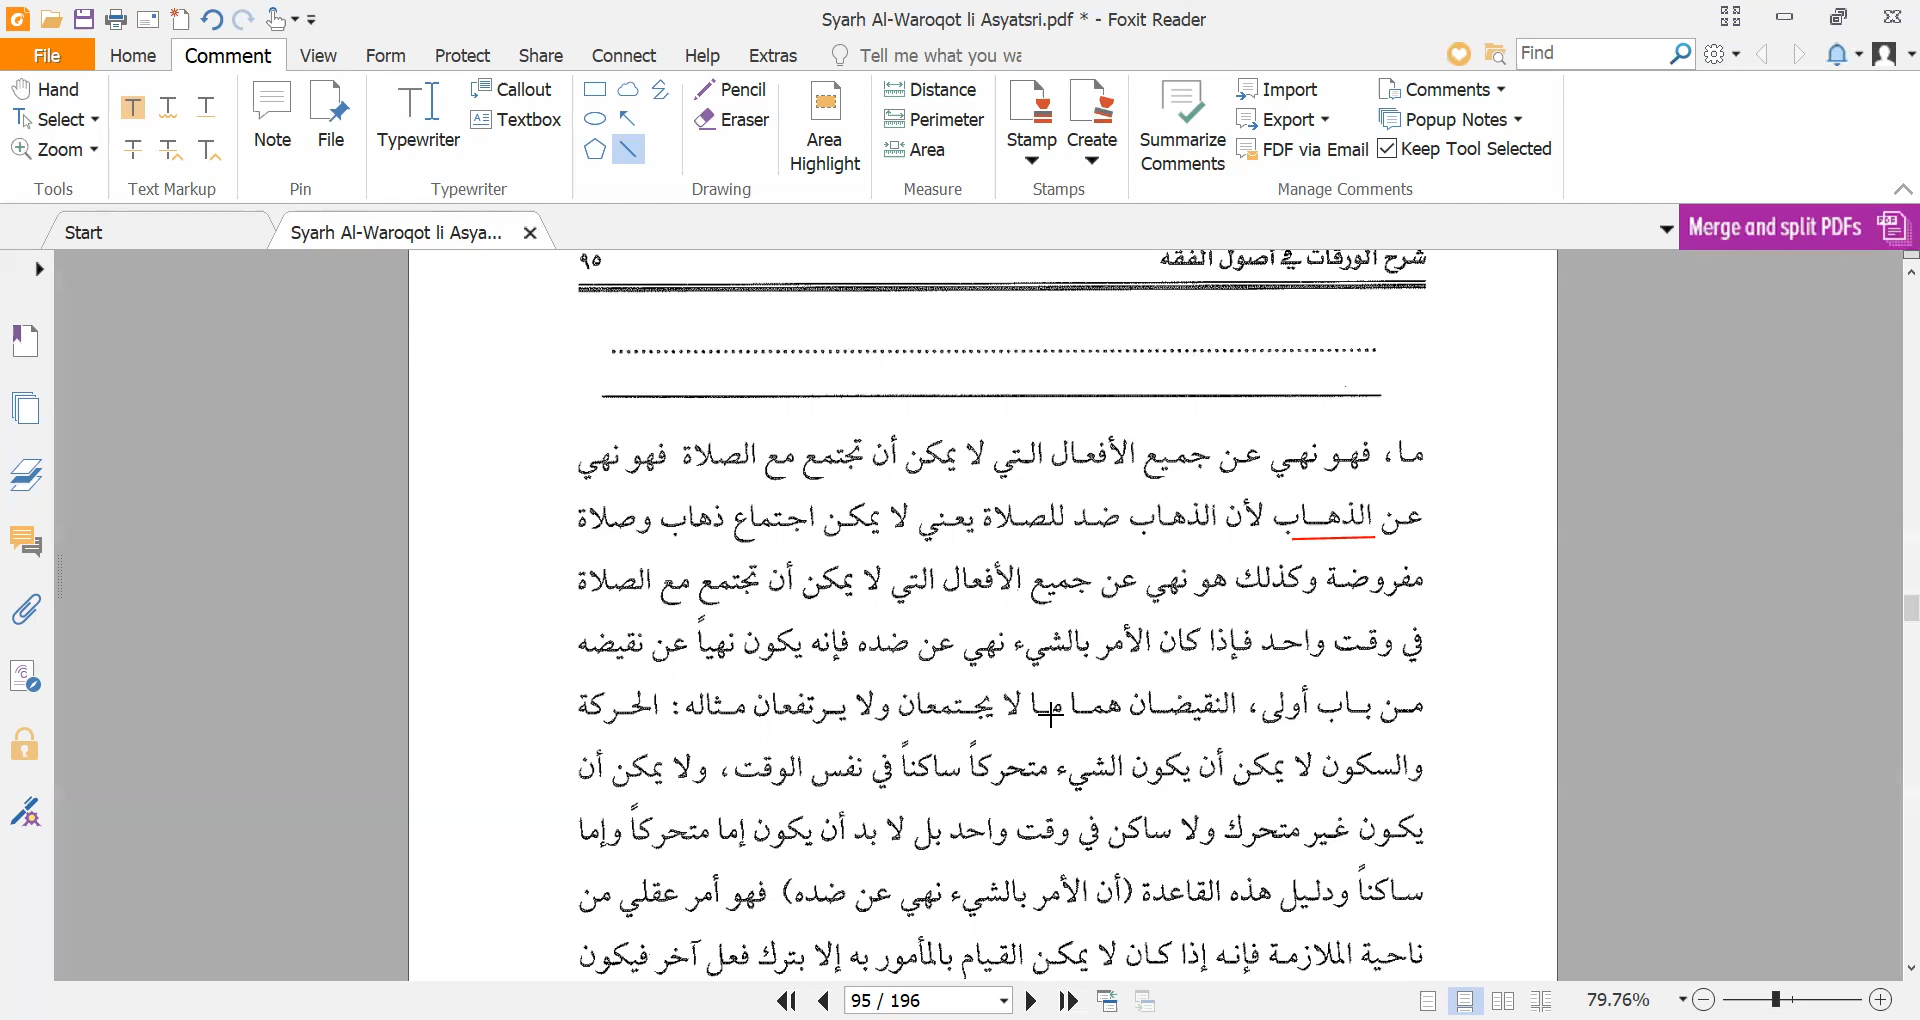 Syarh Al-Waroqot li Asyatsri.pdf * - Foxit Reader
File Home Comment View Form Protect Share Connect Help Extras Tell me what you wa Find
Hand
Select
Zoom
Tools
Text Markup
Note
File
Pin
Typewriter
Callout
Textbox
Typewriter
Pencil
Eraser
Drawing
Area Highlight
Distance
Perimeter
Area
Measure
Stamp
Create
Stamps
Summarize Comments
Import
Export
FDF via Email
Comments
Popup Notes
Keep Tool Selected
Manage Comments
Start
Syarh Al-Waroqot li Asya...
Merge and split PDFs
شرح الورقات في أصول الفقه ٩٥
ما، فهو نهي عن جميع الأفعال التي لا يمكن أن تجتمع مع الصلاة فهو نهي
عن الذهاب لأن الذهاب ضد للصلاة يعني لا يمكن اجتماع ذهاب وصلاة
مفروضة وكذلك هو نهي عن جميع الأفعال التي لا يمكن أن تجتمع مع الصلاة
في وقت واحد فإذا كان الأمر بالشيء نهي عن ضده فإنه يكون نهياً عن نقيضه
من باب أولى، النقيضان هما ما لا يجتمعان ولا يرتفعان مثاله: الحركة
والسكون لا يمكن أن يكون الشيء متحركاً ساكناً في نفس الوقت، ولا يمكن أن
يكون غير متحرك ولا ساكن في وقت واحد بل لا بد أن يكون إما متحركاً وإما
ساكناً ودليل هذه القاعدة (أن الأمر بالشيء نهي عن ضده) فهو أمر عقلي من
ناحية الملازمة فإنه إذا كان لا يمكن القيام بالمأمور به إلا بترك فعل آخر فيكون
95 / 196
79.76%